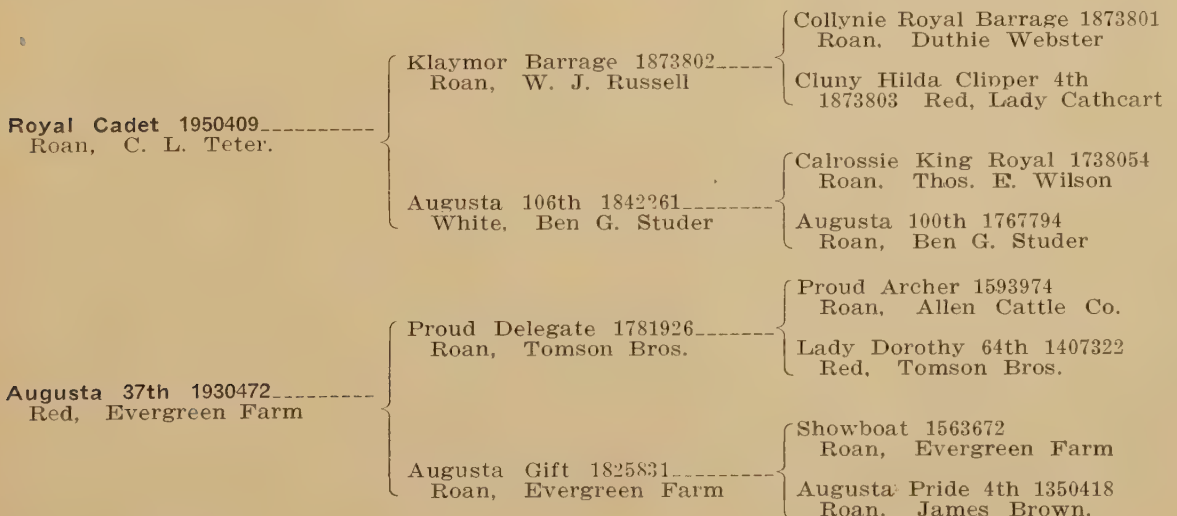 Collynie Royal Barrage 1873801
Roan, Duthie Webster
Klaymor Barrage 1873802
Roan, W. J. Russell
Cluny Hilda Clipper 4th
1873803 Red, Lady Cathcart
Royal Cadet 1950409
Roan, C. L. Teter.
Calrossie King Royal 1738054
Roan. Thos. E. Wilson
Augusta 106th 1842261
White, Ben G. Studer
Augusta 100th 1767794
Roan, Ben G. Studer
Proud Archer 1593974
Roan, Allen Cattle Co.
Proud Delegate 1781926
Roan, Tomson Bros.
Lady Dorothy 64th 1407322
Red, Tomson Bros.
Augusta 37th 1930472
Red, Evergreen Farm
Showboat 1563672
Roan, Evergreen Farm
Augusta Gift 1825831
Roan, Evergreen Farm
Augusta Pride 4th 1350418
Roan, James Brown.